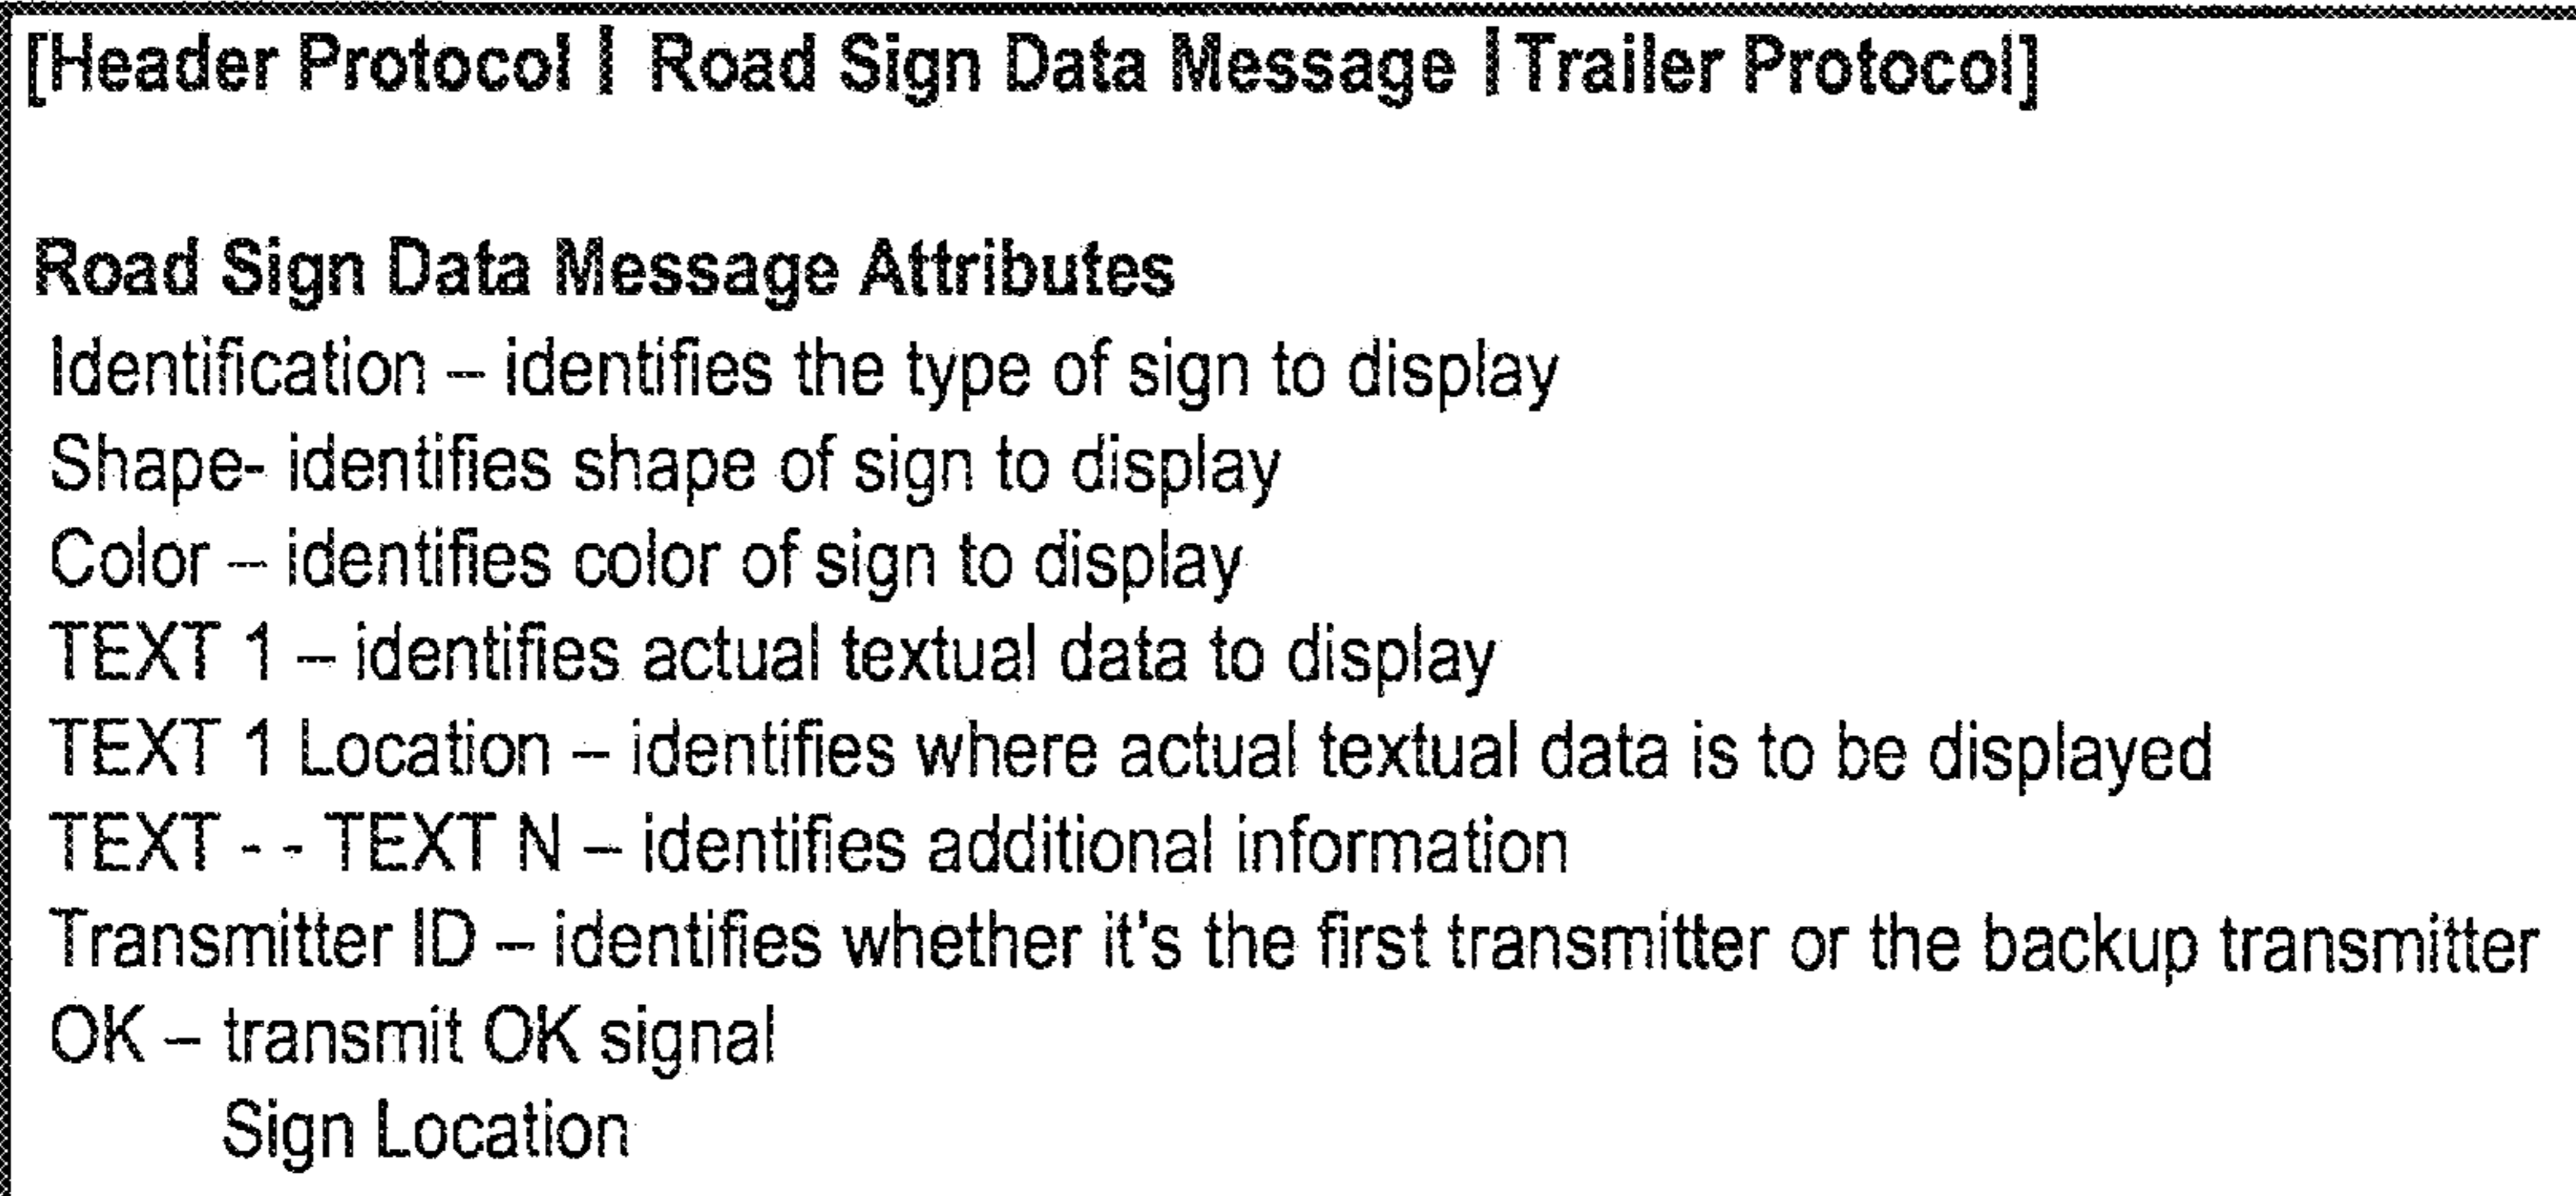 [Header Protocol | Road Sign Data Message | Trailer Protocol]
Road Sign Data Message Attributes
Identification – identifies the type of sign to display
Shape- identifies shape of sign to display
Color – identifies color of sign to display
TEXT 1 – identifies actual textual data to display
TEXT 1 Location – identifies where actual textual data is to be displayed
TEXT - - TEXT N – identifies additional information
Transmitter ID – identifies whether it's the first transmitter or the backup transmitter
OK – transmit OK signal
Sign Location